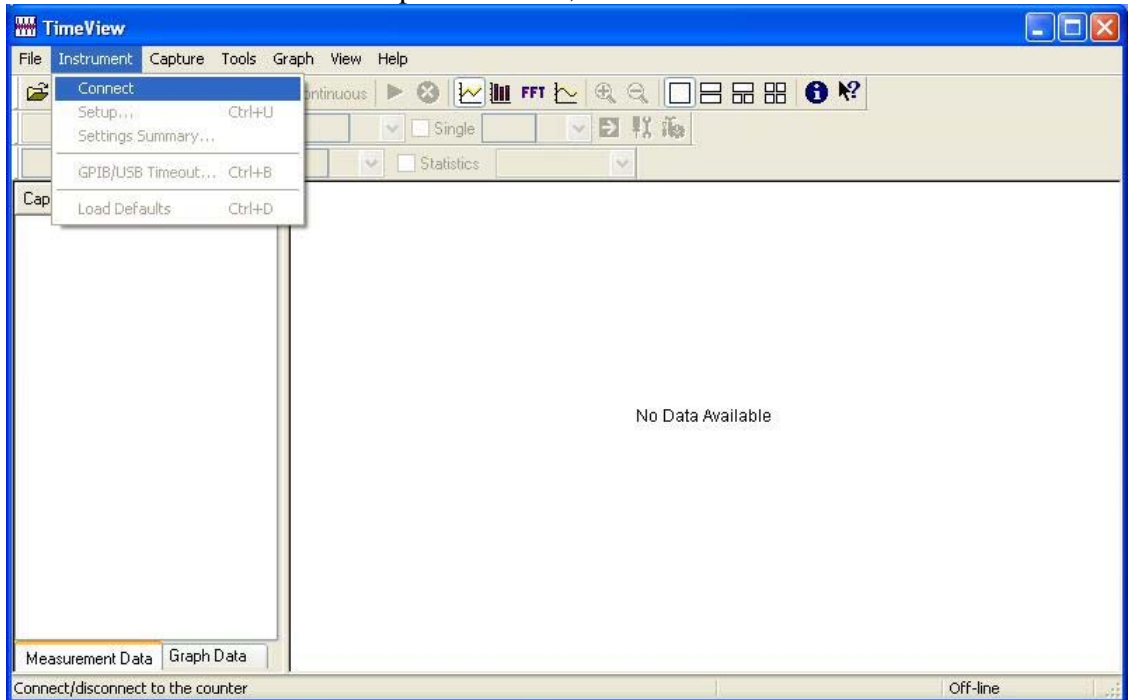 TimeView
File Instrument Capture Tools Graph View Help
Connect
Setup... Ctrl+U
Settings Summary...
GPIB/USB Timeout... Ctrl+B
Load Defaults Ctrl+D
FFT
Single
Statistics
Cap
No Data Available
Measurement Data Graph Data
Connect/disconnect to the counter Off-line